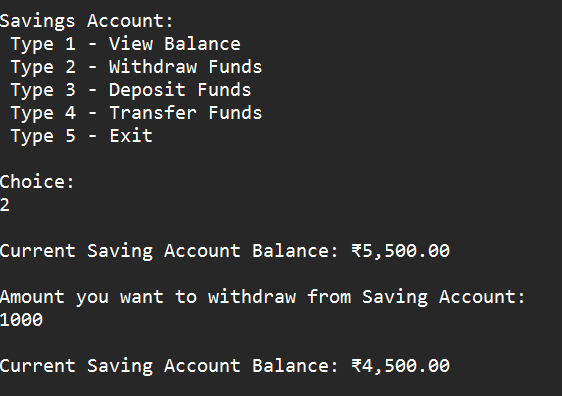 Savings Account:
Type 1 - View Balance
Type 2 - Withdraw Funds
Type 3 - Deposit Funds
Type 4 - Transfer Funds
Type 5 - Exit
Choice:
2
Current Saving Account Balance: ₹5,500.00
Amount you want to withdraw from Saving Account:
1000
Current Saving Account Balance: ₹4,500.00